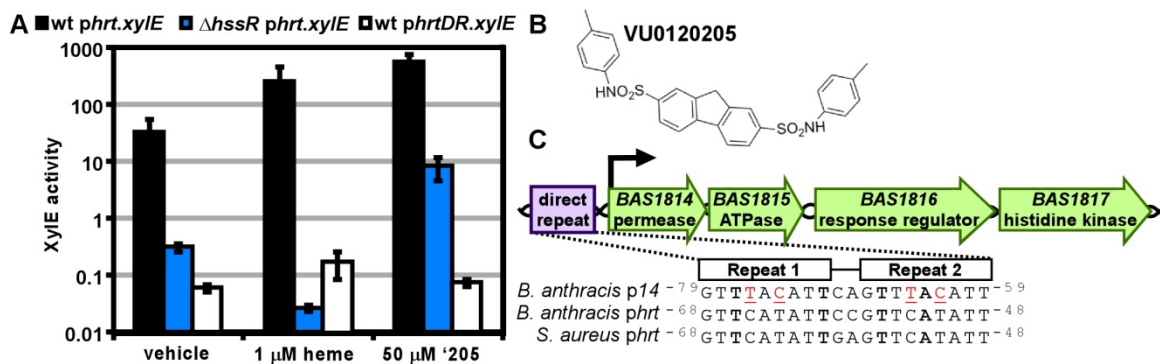 A
wt phrt.xylE
ΔhssR phrt.xylE
wt phrtDR.xylE
XylE activity
1000
100
10
1
0.1
0.01
vehicle
1 µM heme
50 µM ‘205
B
VU0120205
HNO₂S
SO₂NH
C
direct repeat
BAS1814 permease
BAS1815 ATPase
BAS1816 response regulator
BAS1817 histidine kinase
Repeat 1
Repeat 2
B. anthracis p14 -79 GTTTACATTCAGTTTACATT -59
B. anthracis phrt -68 GTTCATATTCCGTTCATATT -48
S. aureus phrt -68 GTTCATATTGAGTTCATATT -48